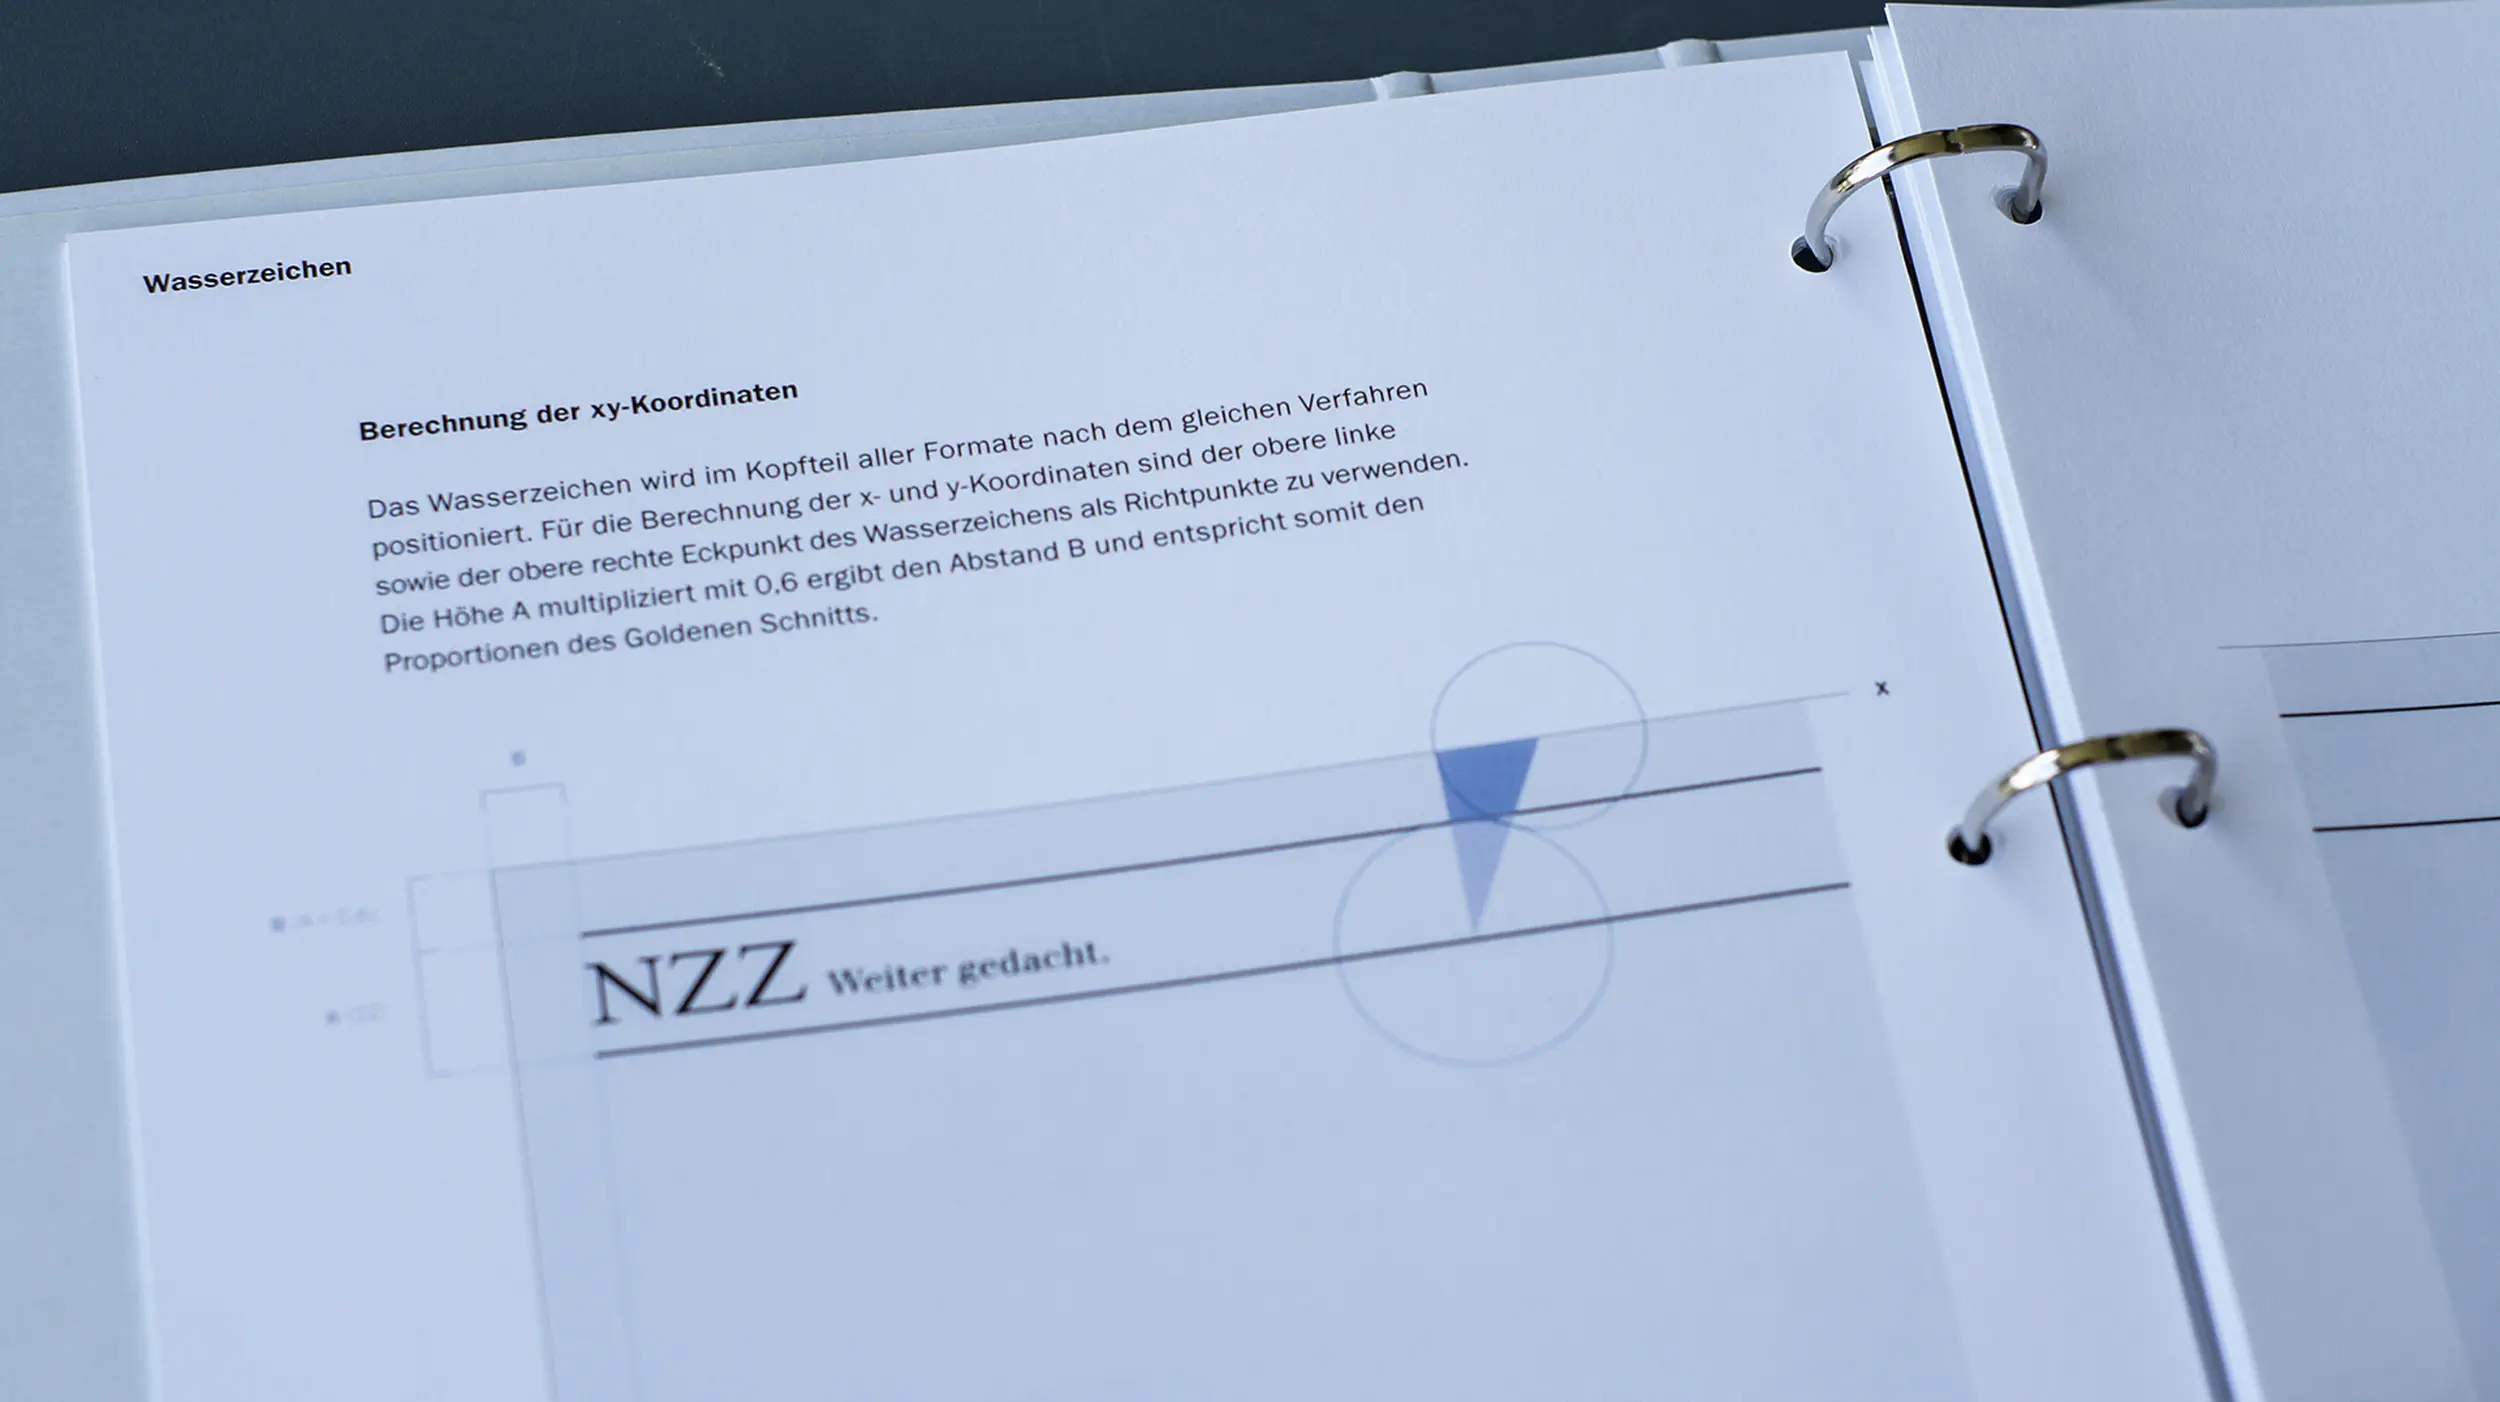 Wasserzeichen
Berechnung der xy-Koordinaten
Das Wasserzeichen wird im Kopfteil aller Formate nach dem gleichen Verfahren
positioniert. Für die Berechnung der x- und y-Koordinaten sind der obere linke
sowie der obere rechte Eckpunkt des Wasserzeichens als Richtpunkte zu verwenden.
Die Höhe A multipliziert mit 0,6 ergibt den Abstand B und entspricht somit den
Proportionen des Goldenen Schnitts.
x
NZZ Weiter gedacht.